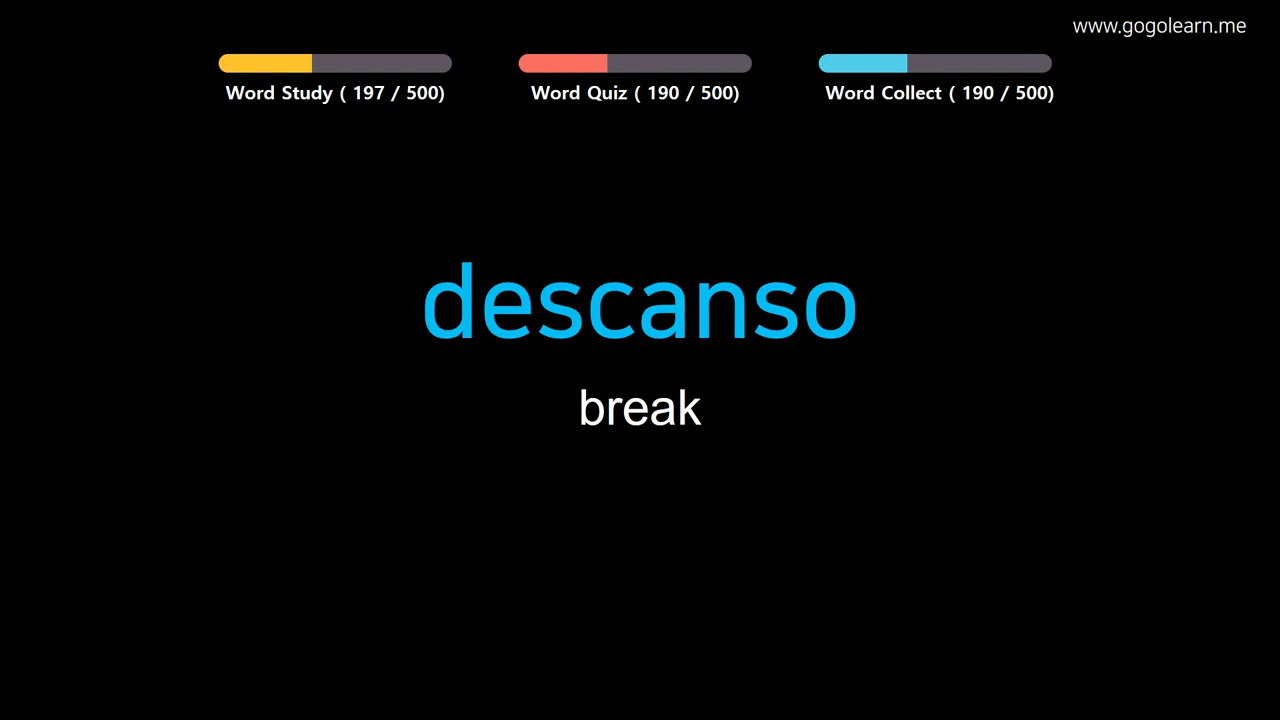 www.gogolearn.me
Word Study ( 197 / 500)
Word Quiz ( 190 / 500)
Word Collect ( 190 / 500)
descanso
break